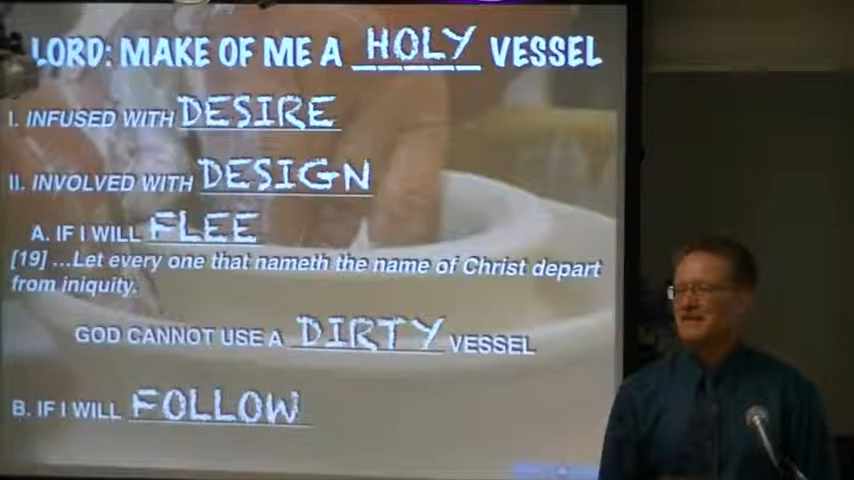 LORD: MAKE OF ME A HOLY VESSEL
I. INFUSED WITH DESIRE
II. INVOLVED WITH DESIGN
A. IF I WILL FLEE
[19] ...Let every one that nameth the name of Christ depart
from iniquity.
GOD CANNOT USE A DIRTY VESSEL
B. IF I WILL FOLLOW